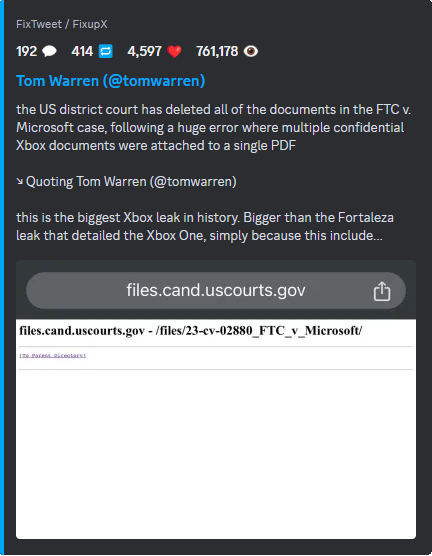 FixTweet / FixupX
192 💬 414 🔁 4,597 ❤️ 761,178 👁️
Tom Warren (@tomwarren)
the US district court has deleted all of the documents in the FTC v.
Microsoft case, following a huge error where multiple confidential
Xbox documents were attached to a single PDF
↘ Quoting Tom Warren (@tomwarren)
this is the biggest Xbox leak in history. Bigger than the Fortaleza
leak that detailed the Xbox One, simply because this include…
files.cand.uscourts.gov
files.cand.uscourts.gov - /files/23-cv-02880_FTC_v_Microsoft/
[To Parent Directory]